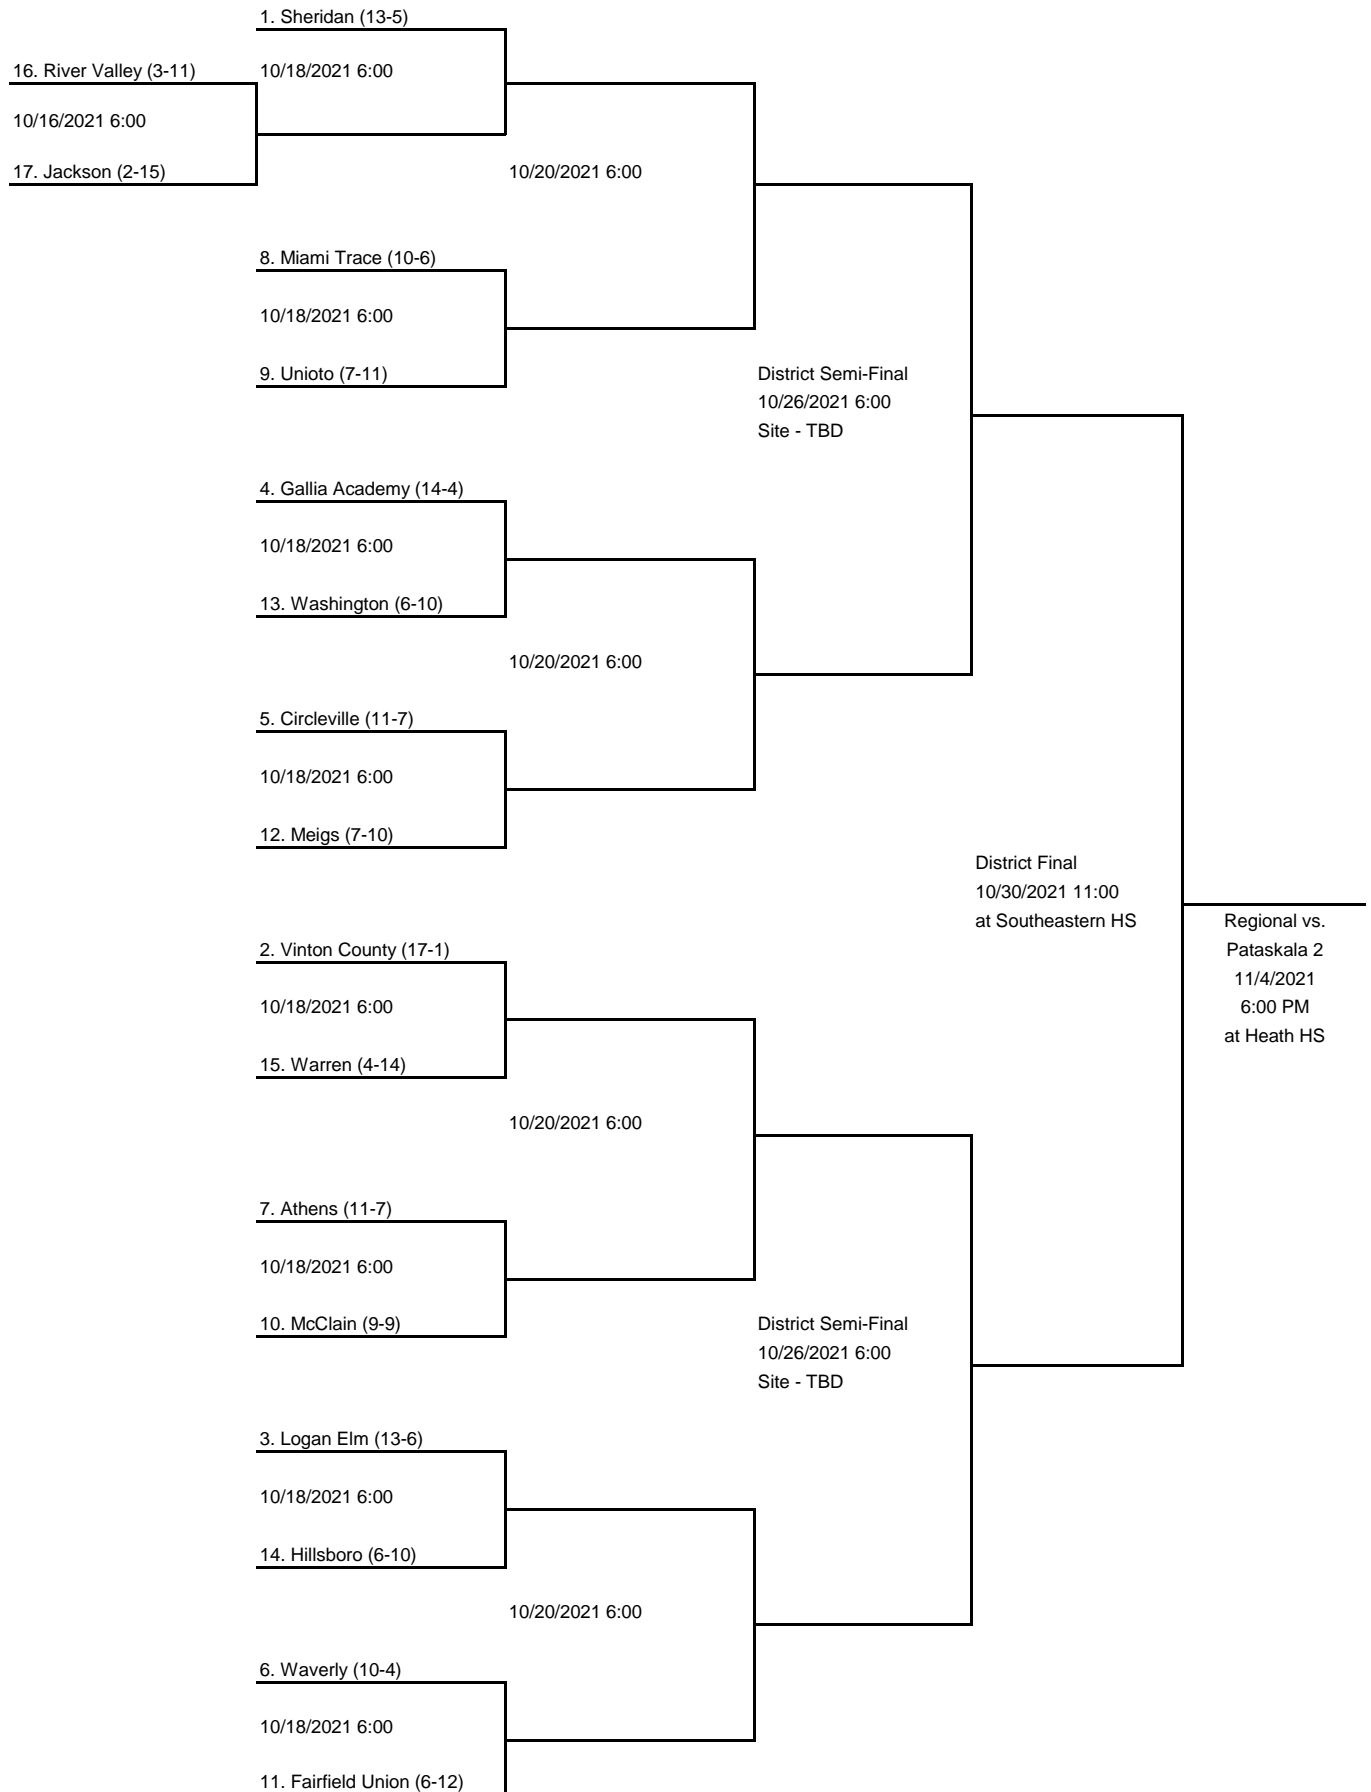 1. Sheridan (13-5)
16. River Valley (3-11)
10/18/2021 6:00
10/16/2021 6:00
17. Jackson (2-15)
10/20/2021 6:00
8. Miami Trace (10-6)
10/18/2021 6:00
9. Unioto (7-11)
District Semi-Final
10/26/2021 6:00
Site - TBD
4. Gallia Academy (14-4)
10/18/2021 6:00
13. Washington (6-10)
10/20/2021 6:00
5. Circleville (11-7)
10/18/2021 6:00
12. Meigs (7-10)
District Final
10/30/2021 11:00
at Southeastern HS
Regional vs.
Pataskala 2
11/4/2021
6:00 PM
at Heath HS
2. Vinton County (17-1)
10/18/2021 6:00
15. Warren (4-14)
10/20/2021 6:00
7. Athens (11-7)
10/18/2021 6:00
10. McClain (9-9)
District Semi-Final
10/26/2021 6:00
Site - TBD
3. Logan Elm (13-6)
10/18/2021 6:00
14. Hillsboro (6-10)
10/20/2021 6:00
6. Waverly (10-4)
10/18/2021 6:00
11. Fairfield Union (6-12)